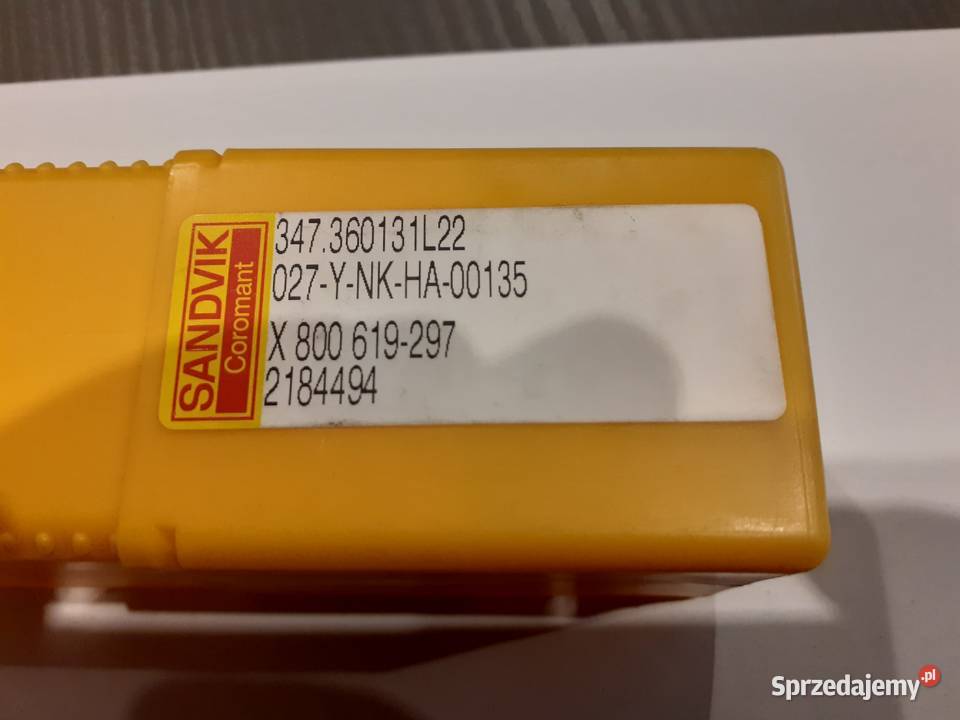 SANDVIK
Coromant
347.360131L22
027-Y-NK-HA-00135
X 800 619-297
2184494
Sprzedajemy.pl